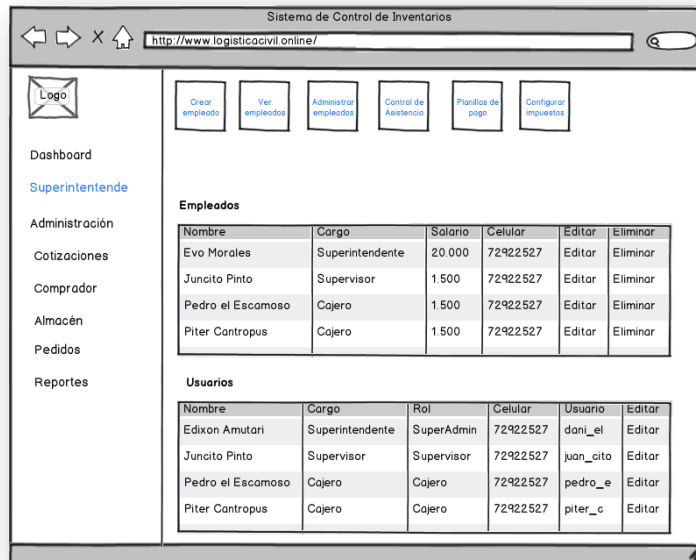 Sistema de Control de Inventarios
http://www.logisticacivil.online/
Logo
Crear
empleado
Ver
empleados
Administrar
empleados
Control de
Asistencia
Planillas de
pago
Configurar
impuestos
Dashboard
Superintentende
Administración
Cotizaciones
Comprador
Almacén
Pedidos
Reportes
Empleados
Nombre Cargo Salario Celular Editar Eliminar
Evo Morales Superintendente 20.000 72922527 Editar Eliminar
Juncito Pinto Supervisor 1.500 72922527 Editar Eliminar
Pedro el Escamoso Cajero 1.500 72922527 Editar Eliminar
Piter Cantropus Cajero 1.500 72922527 Editar Eliminar
Usuarios
Nombre Cargo Rol Celular Usuario Editar
Edixon Amutari Superintendente SuperAdmin 72922527 dani_el Editar
Juncito Pinto Supervisor Supervisor 72922527 juan_cito Editar
Pedro el Escamoso Cajero Cajero 72922527 pedro_e Editar
Piter Cantropus Cajero Cajero 72922527 piter_c Editar